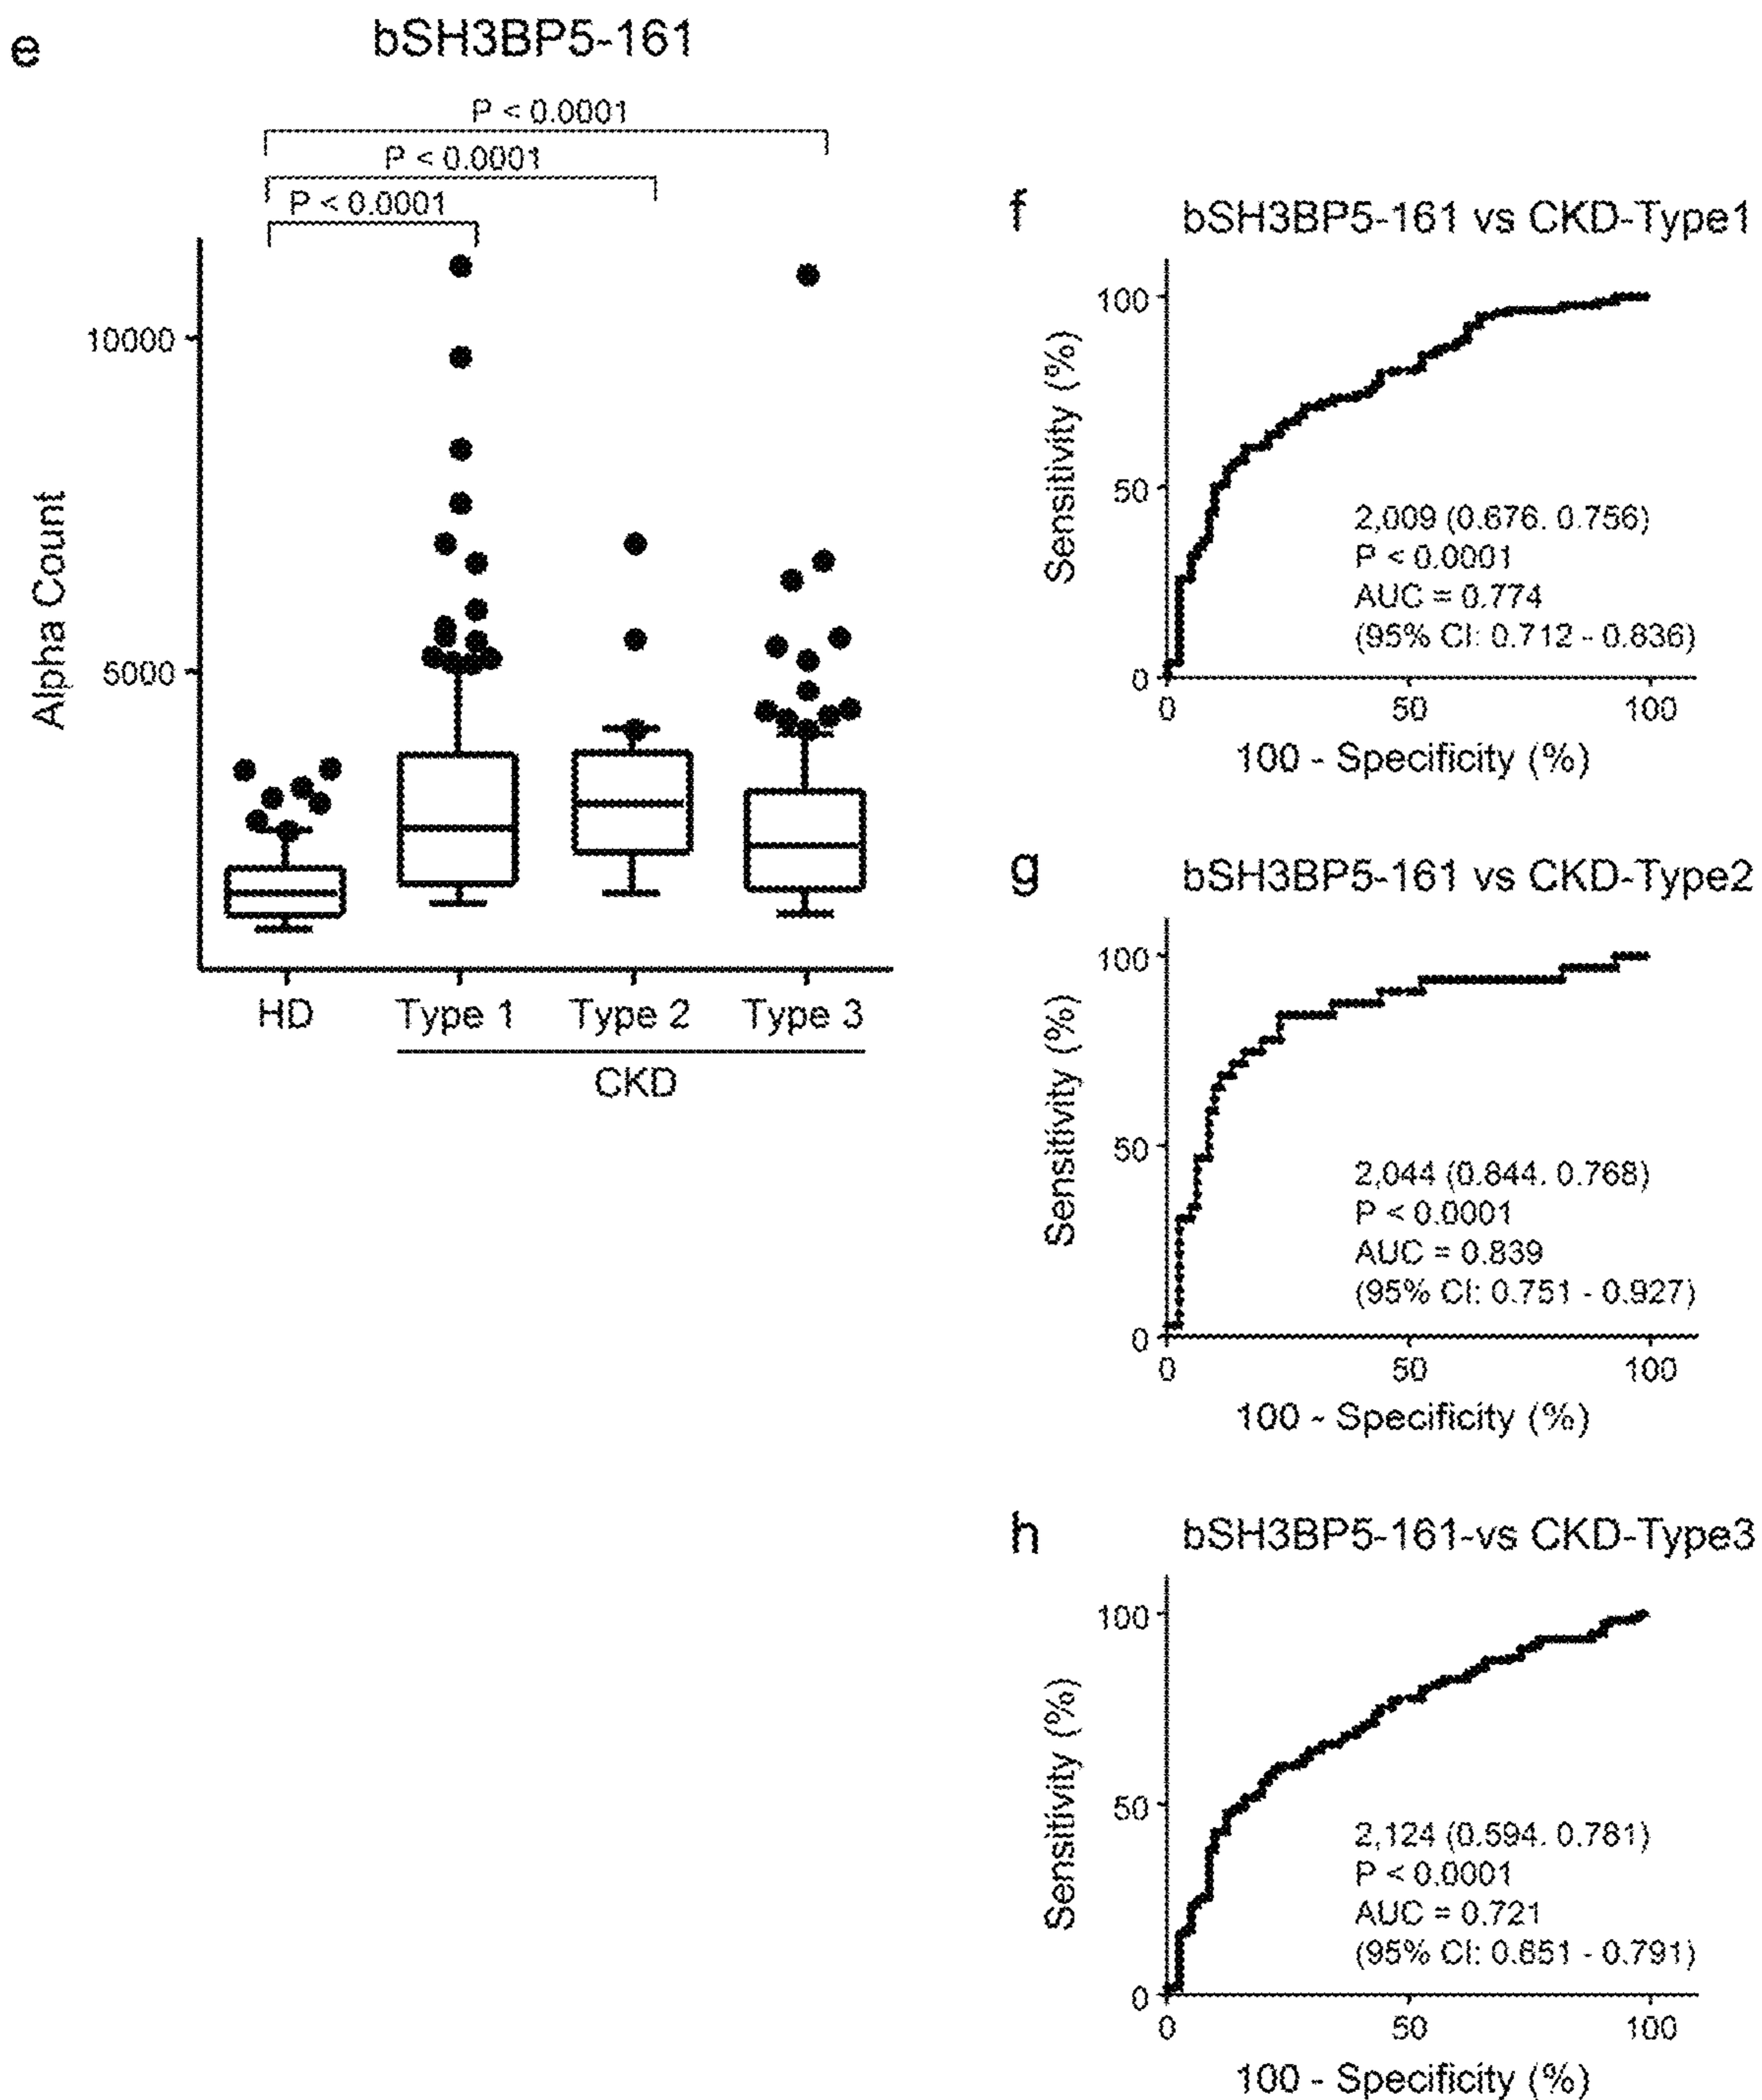 e
bSH3BP5-161
P < 0.0001
P < 0.0001
P < 0.0001
Alpha Count
10000
5000
HD
Type 1
Type 2
Type 3
CKD
f
bSH3BP5-161 vs CKD-Type1
Sensitivity (%)
100
50
0
2,009 (0.676. 0.756)
P < 0.0001
AUC = 0.774
(95% CI: 0.712 - 0.836)
0
50
100
100 - Specificity (%)
g
bSH3BP5-161 vs CKD-Type2
Sensitivity (%)
100
50
0
2,044 (0.844. 0.768)
P < 0.0001
AUC = 0.839
(95% CI: 0.751 - 0.927)
0
50
100
100 - Specificity (%)
h
bSH3BP5-161-vs CKD-Type3
Sensitivity (%)
100
50
0
2,124 (0.594. 0.781)
P < 0.0001
AUC = 0.721
(95% CI: 0.651 - 0.791)
0
50
100
100 - Specificity (%)